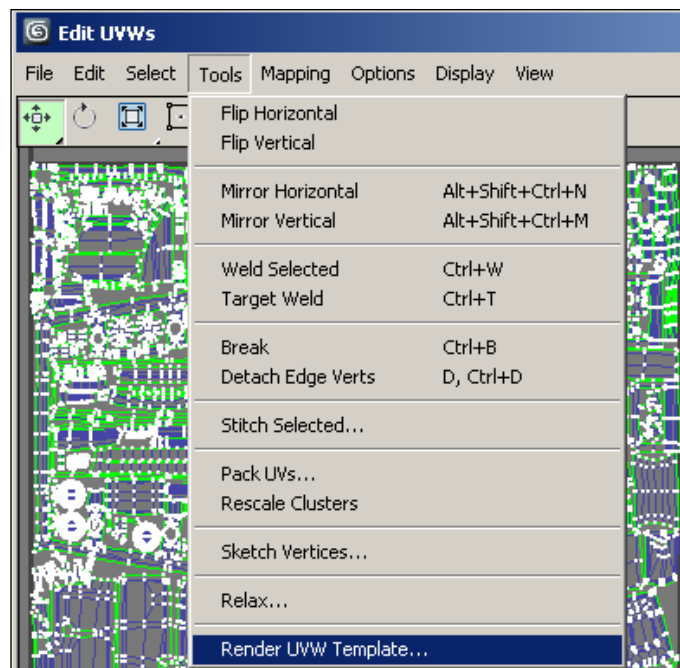 Edit UVWs
File Edit Select Tools Mapping Options Display View
Flip Horizontal
Flip Vertical
Mirror Horizontal Alt+Shift+Ctrl+N
Mirror Vertical Alt+Shift+Ctrl+M
Weld Selected Ctrl+W
Target Weld Ctrl+T
Break Ctrl+B
Detach Edge Verts D, Ctrl+D
Stitch Selected...
Pack UVs...
Rescale Clusters
Sketch Vertices...
Relax...
Render UVW Template...